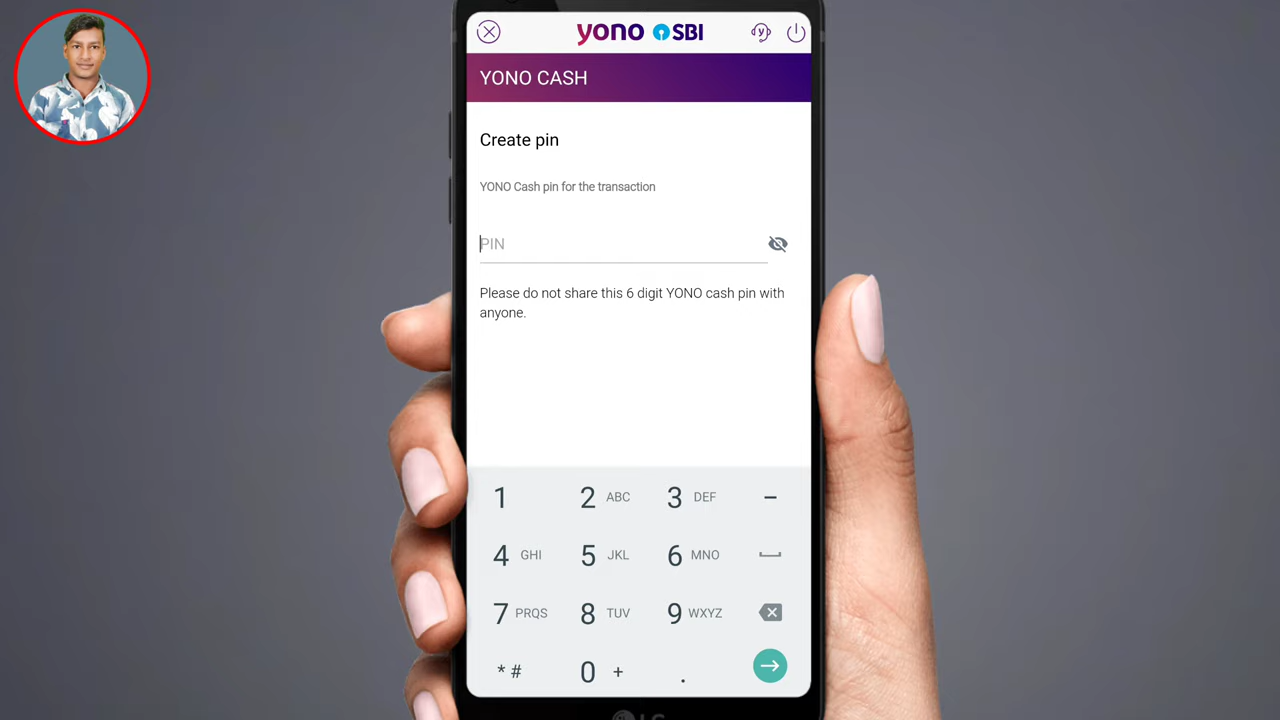 yono SBI
y
YONO CASH
Create pin
YONO Cash pin for the transaction
PIN
Please do not share this 6 digit YONO cash pin with
anyone.
1 2 ABC 3 DEF –
4 GHI 5 JKL 6 MNO
7 PRQS 8 TUV 9 WXYZ
* # 0 + .
LG